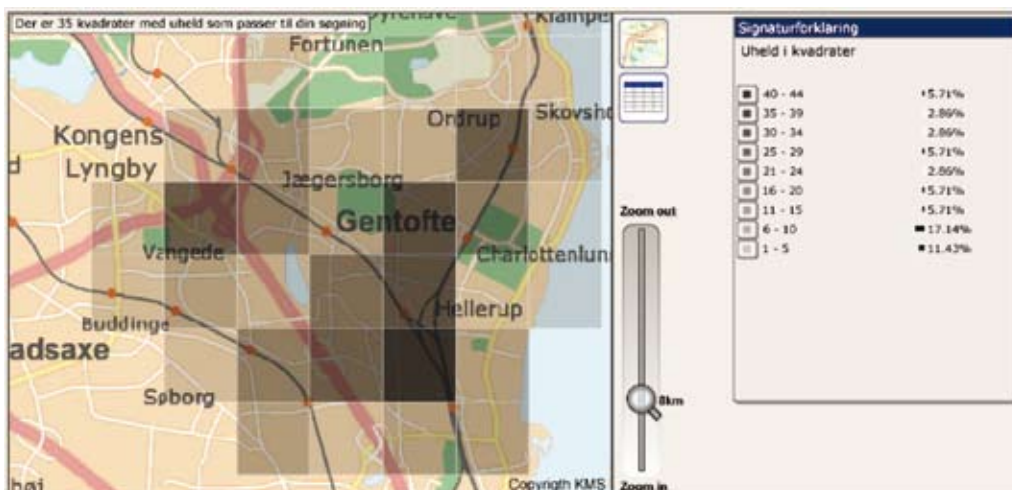 Der er 35 kvadrater med uheld som passer til din søgning
Fortunen
Ordrup
Kongens
Lyngby
Jægersborg
Gentofte
Vangede
Charlottenlun
Hellerup
Buddinge
adsaxe
Søborg
høj
Copyrigth KMS
Zoom out
8km
Zoom in
Signaturforklaring
Uheld i kvadrater
40 - 44 5.71%
35 - 39 2.86%
30 - 34 2.86%
25 - 29 5.71%
21 - 24 2.86%
16 - 20 5.71%
11 - 15 5.71%
6 - 10 17.14%
1 - 5 11.43%